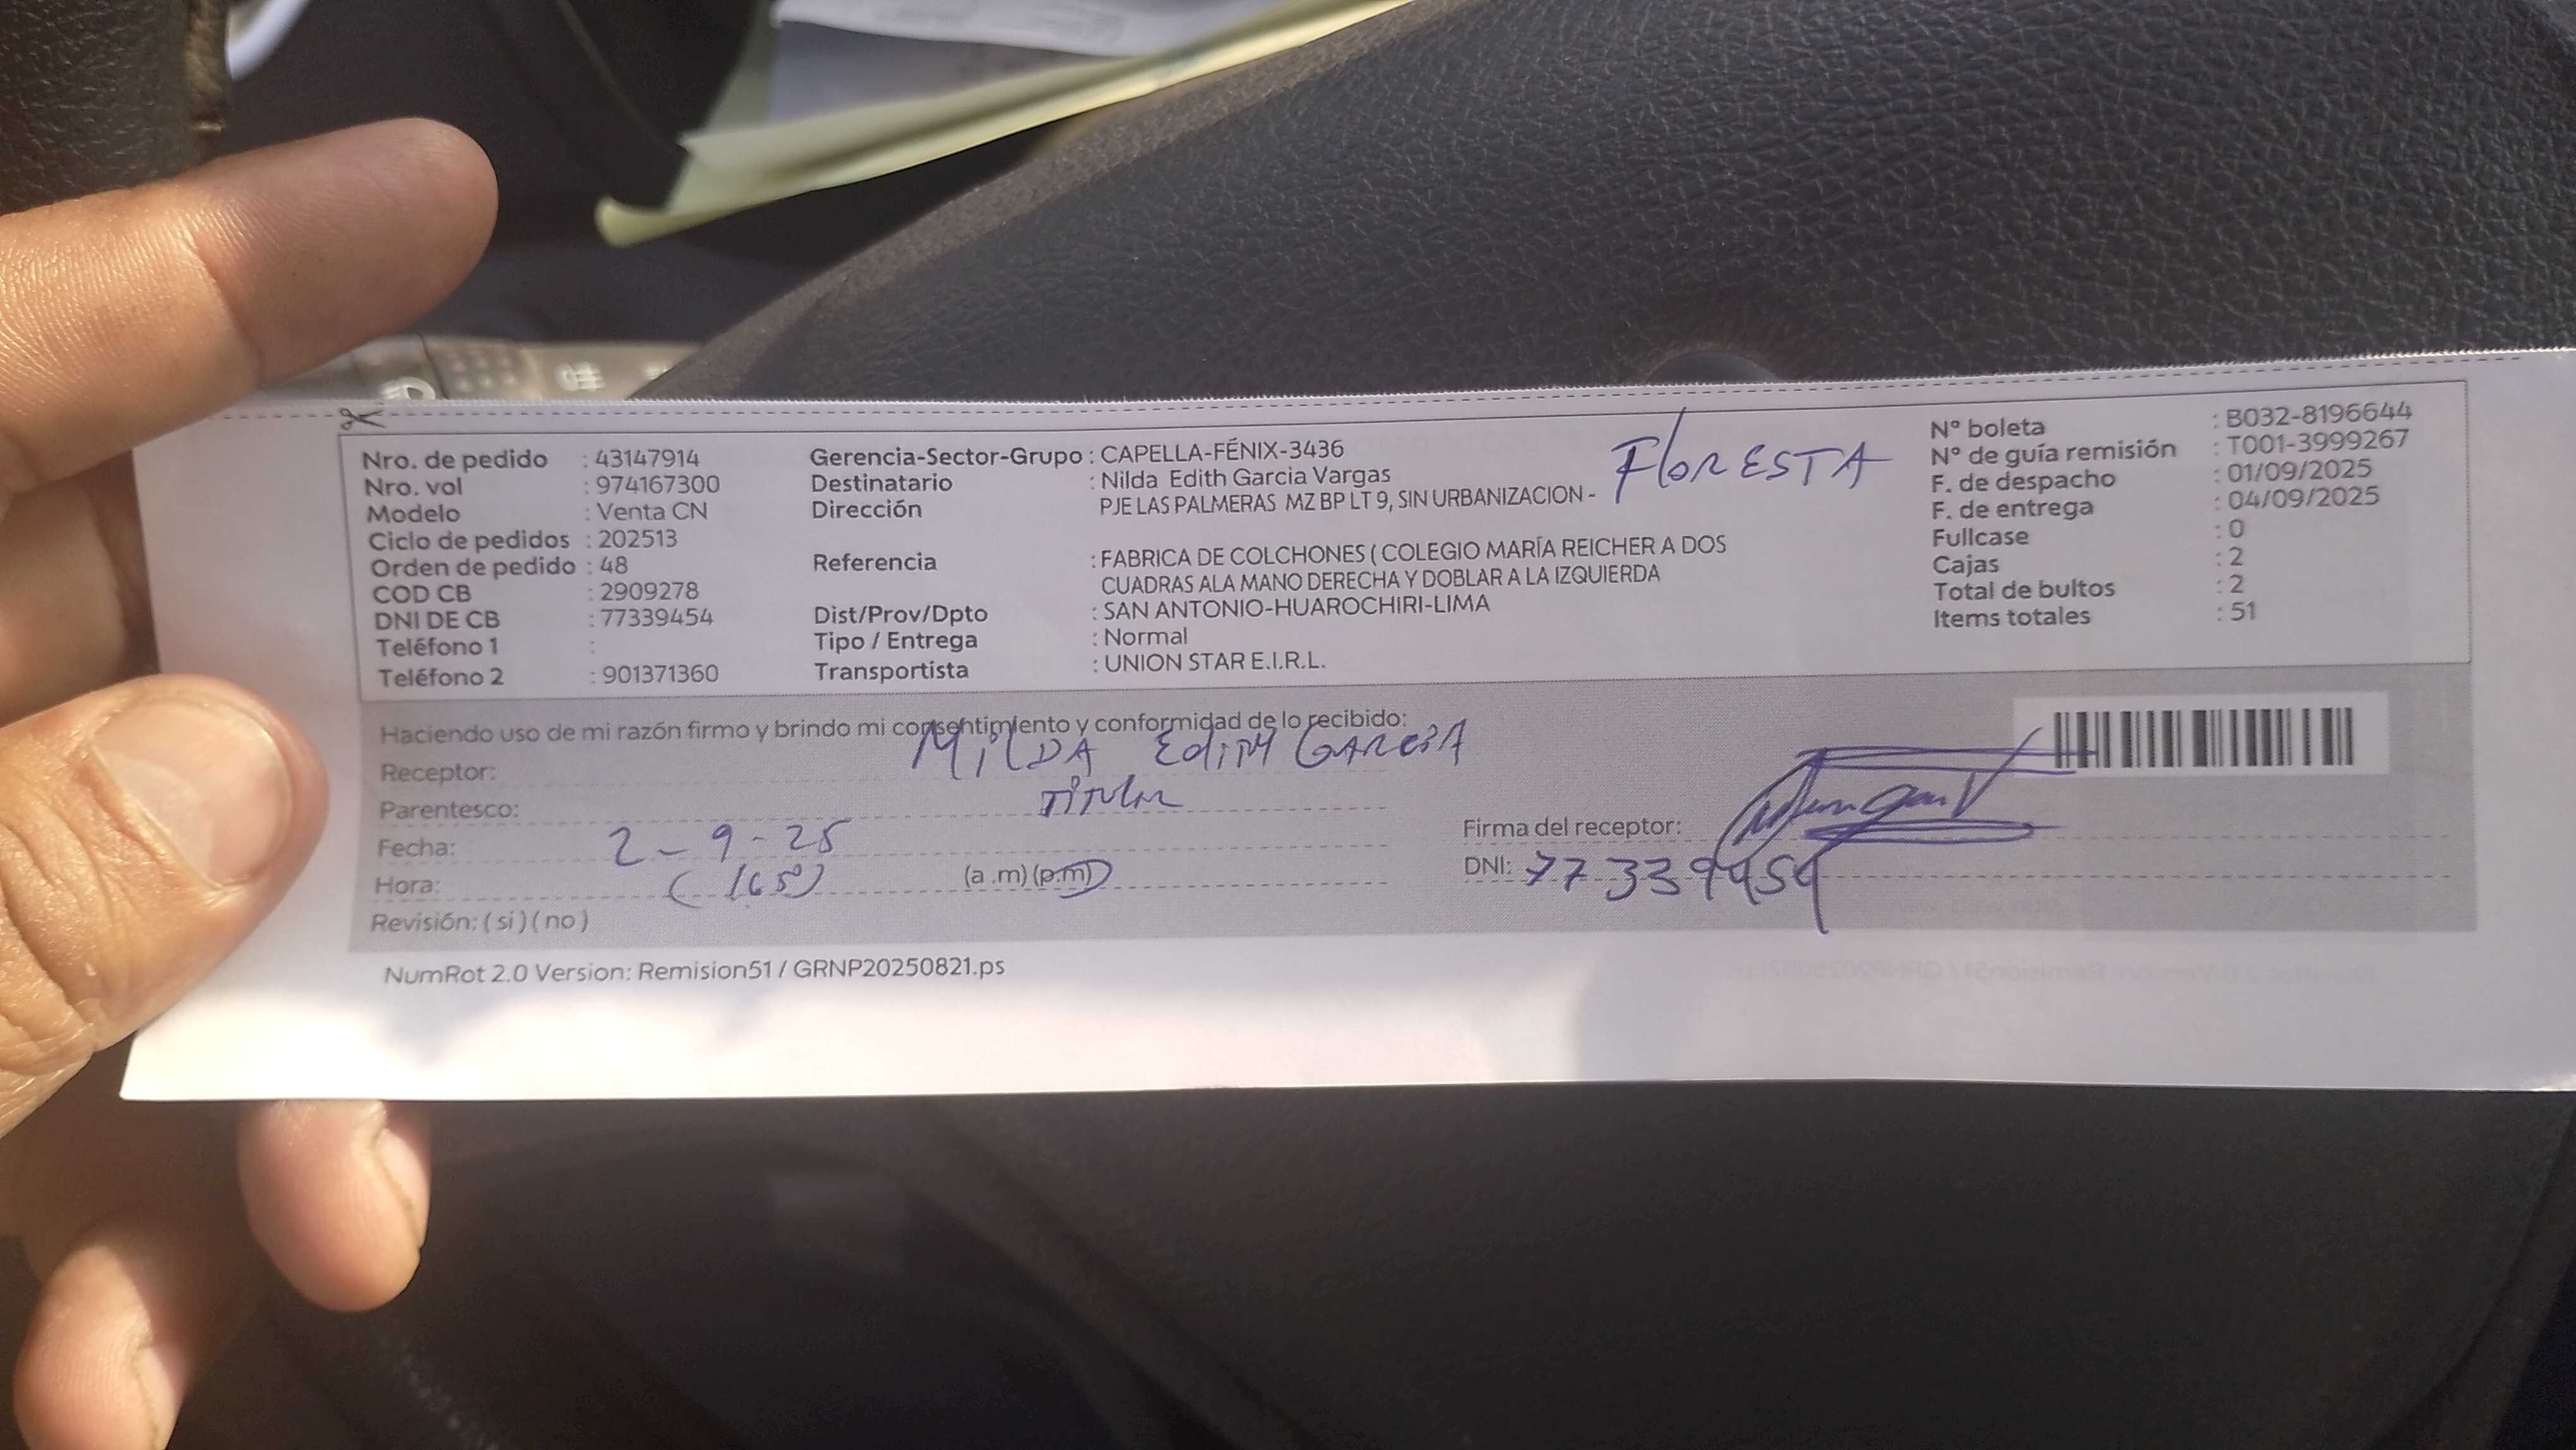 Nro. de pedido : 43147914
Nro. vol : 974167300
Modelo : Venta CN
Ciclo de pedidos : 202513
Orden de pedido : 48
COD CB : 2909278
DNI DE CB : 77339454
Teléfono 1 :
Teléfono 2 : 901371360
Gerencia-Sector-Grupo : CAPELLA-FÉNIX-3436
Destinatario : Nilda Edith Garcia Vargas
Dirección PJE LAS PALMERAS MZ BP LT 9, SIN URBANIZACION -
FloRESTA
Referencia : FABRICA DE COLCHONES ( COLEGIO MARÍA REICHER A DOS
CUADRAS ALA MANO DERECHA Y DOBLAR A LA IZQUIERDA
Dist/Prov/Dpto : SAN ANTONIO-HUAROCHIRI-LIMA
Tipo / Entrega : Normal
Transportista : UNION STAR E.I.R.L.
N° boleta : B032-8196644
N° de guía remisión : T001-3999267
F. de despacho : 01/09/2025
F. de entrega : 04/09/2025
Fullcase : 0
Cajas : 2
Total de bultos : 2
Items totales : 51
Haciendo uso de mi razón firmo y brindo mi consentimiento y conformidad de lo recibido:
Receptor: MilDA EdiTH GARCIA
Parentesco: TiTulAR
Fecha: 2-9-25
Hora: (1650) (a .m) (p.m)
Revisión: ( si ) ( no )
Firma del receptor:
DNI: 77339454
NumRot 2.0 Version: Remision51 / GRNP20250821.ps